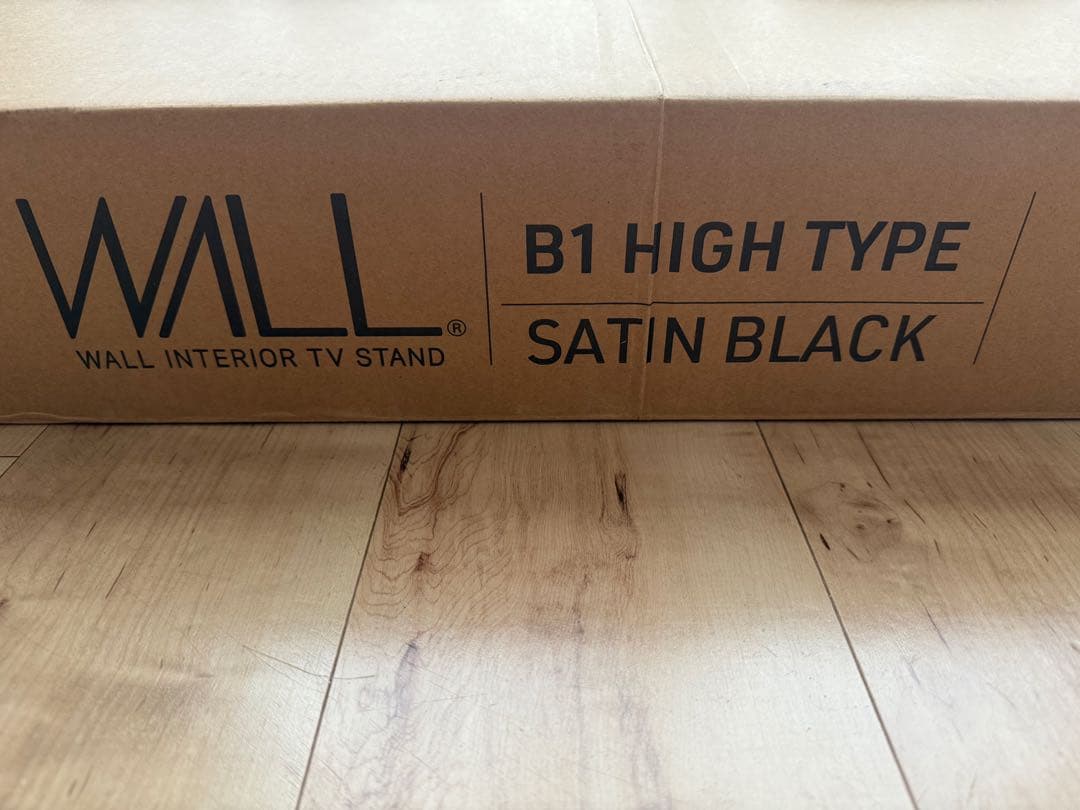 WALL®
WALL INTERIOR TV STAND
B1 HIGH TYPE
SATIN BLACK